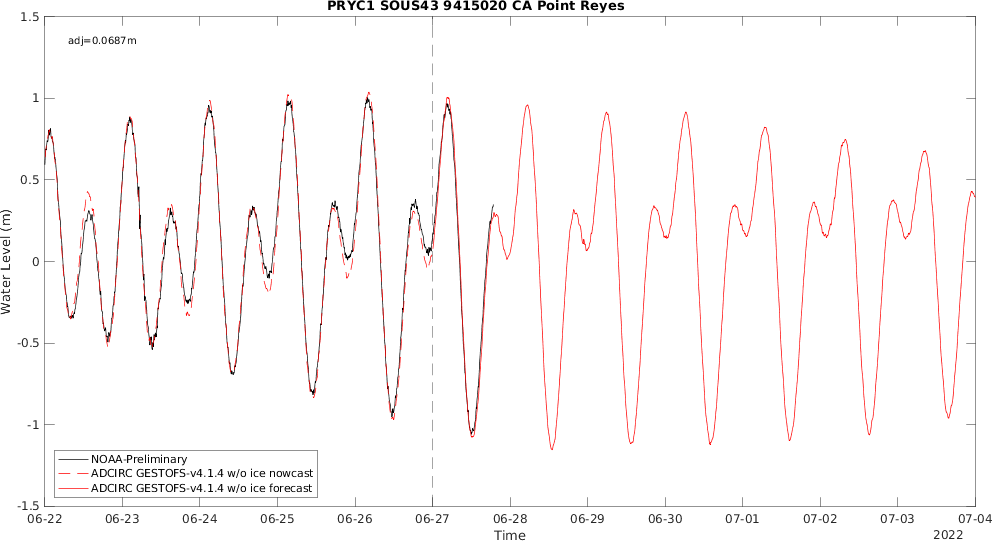 PRYC1 SOUS43 9415020 CA Point Reyes
adj=0.0687m
1.5
1
0.5
0
-0.5
-1
-1.5
Water Level (m)
NOAA-Preliminary
ADCIRC GESTOFS-v4.1.4 w/o ice nowcast
ADCIRC GESTOFS-v4.1.4 w/o ice forecast
06-22 06-23 06-24 06-25 06-26 06-27 06-28 06-29 06-30 07-01 07-02 07-03 07-04
Time
2022